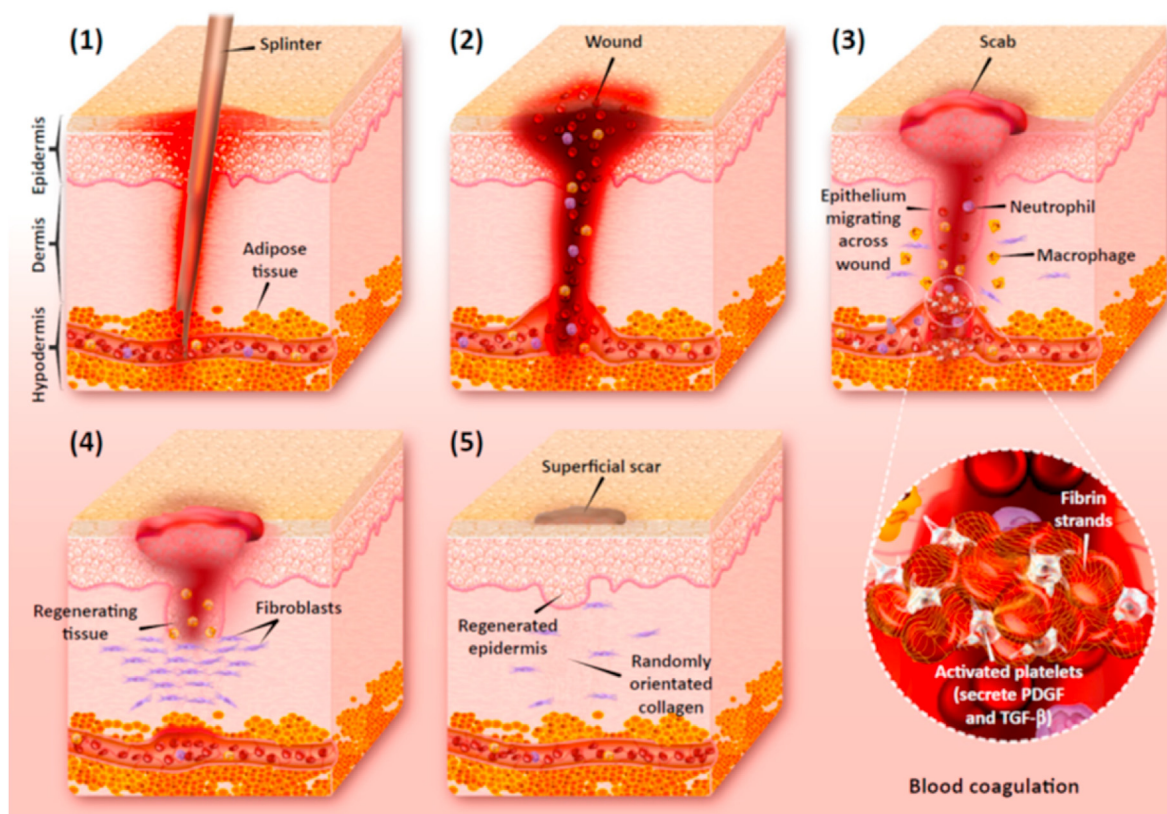 (1)
Splinter
Epidermis
Dermis
Hypodermis
Adipose
tissue
(2)
Wound
(3)
Scab
Epithelium
migrating
across
wound
Neutrophil
Macrophage
(4)
Regenerating
tissue
Fibroblasts
(5)
Superficial scar
Regenerated
epidermis
Randomly
orientated
collagen
Fibrin
strands
Activated platelets
(secrete PDGF
and TGF-β)
Blood coagulation